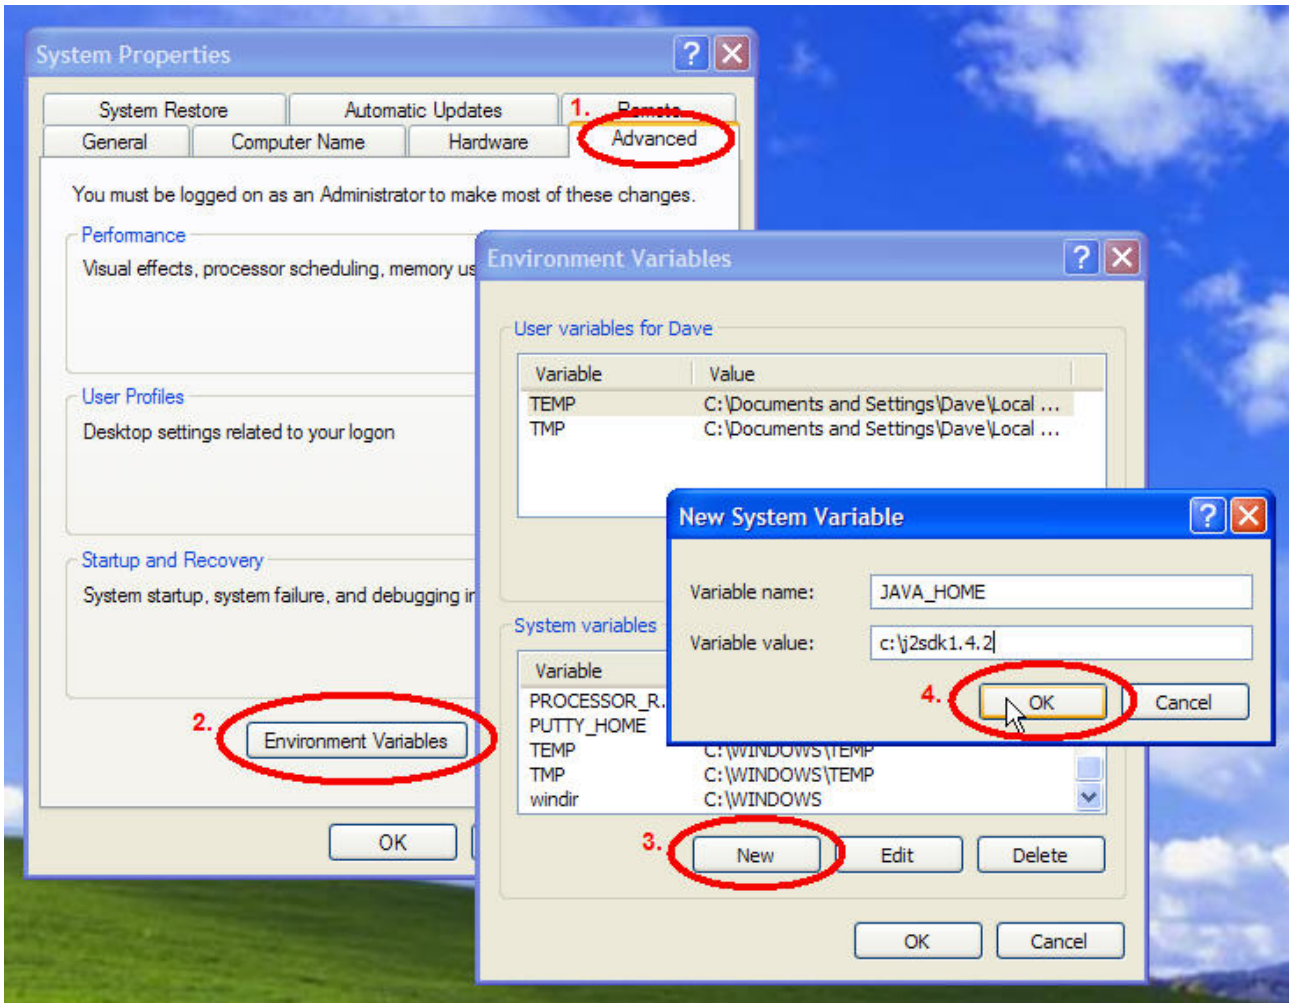 System Properties
System Restore
Automatic Updates
1.
Remote
General
Computer Name
Hardware
Advanced
You must be logged on as an Administrator to make most of these changes.
Performance
Visual effects, processor scheduling, memory us
User Profiles
Desktop settings related to your logon
Startup and Recovery
System startup, system failure, and debugging in
2.
Environment Variables
OK
Environment Variables
User variables for Dave
Variable Value
TEMP C:\Documents and Settings\Dave\Local ...
TMP C:\Documents and Settings\Dave\Local ...
System variables
Variable
PROCESSOR_R.
PUTTY_HOME
TEMP C:\WINDOWS\TEMP
TMP C:\WINDOWS\TEMP
windir C:\WINDOWS
3.
New
Edit
Delete
OK
Cancel
New System Variable
Variable name: JAVA_HOME
Variable value: c:\j2sdk1.4.2
4.
OK
Cancel